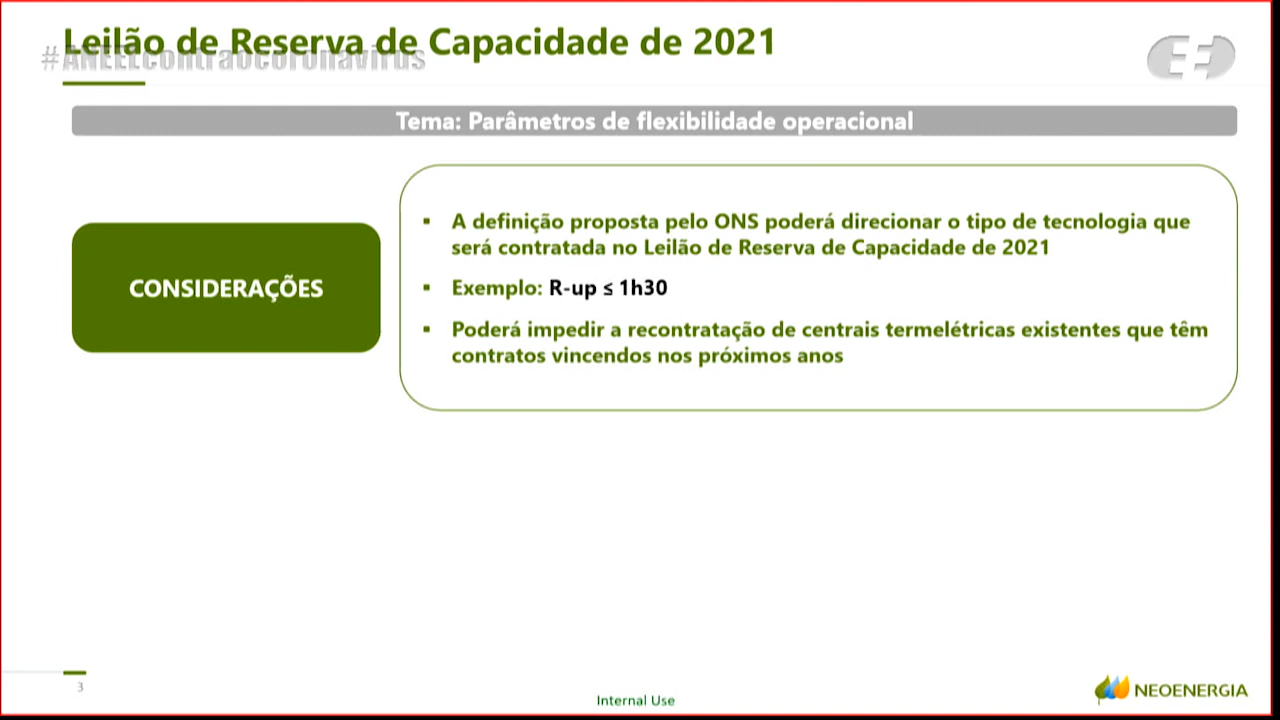 Leilão de Reserva de Capacidade de 2021
#ANEELcontraocoronavírus
Tema: Parâmetros de flexibilidade operacional
CONSIDERAÇÕES
▪ A definição proposta pelo ONS poderá direcionar o tipo de tecnologia que
será contratada no Leilão de Reserva de Capacidade de 2021
▪ Exemplo: R-up ≤ 1h30
▪ Poderá impedir a recontratação de centrais termelétricas existentes que têm
contratos vincendos nos próximos anos
3
Internal Use
NEOENERGIA